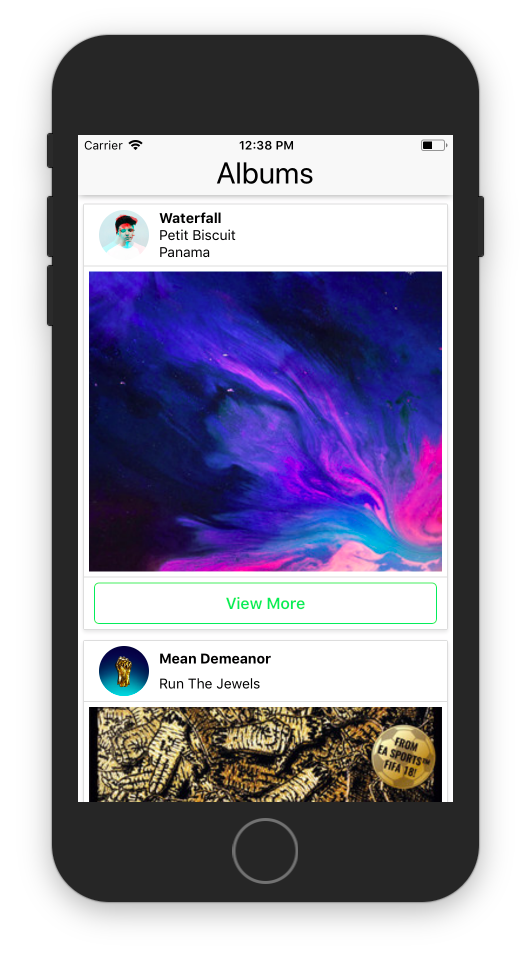 Carrier 12:38 PM
Albums
Waterfall
Petit Biscuit
Panama
View More
Mean Demeanor
Run The Jewels
FROM
EA SPORTS™
FIFA 18!